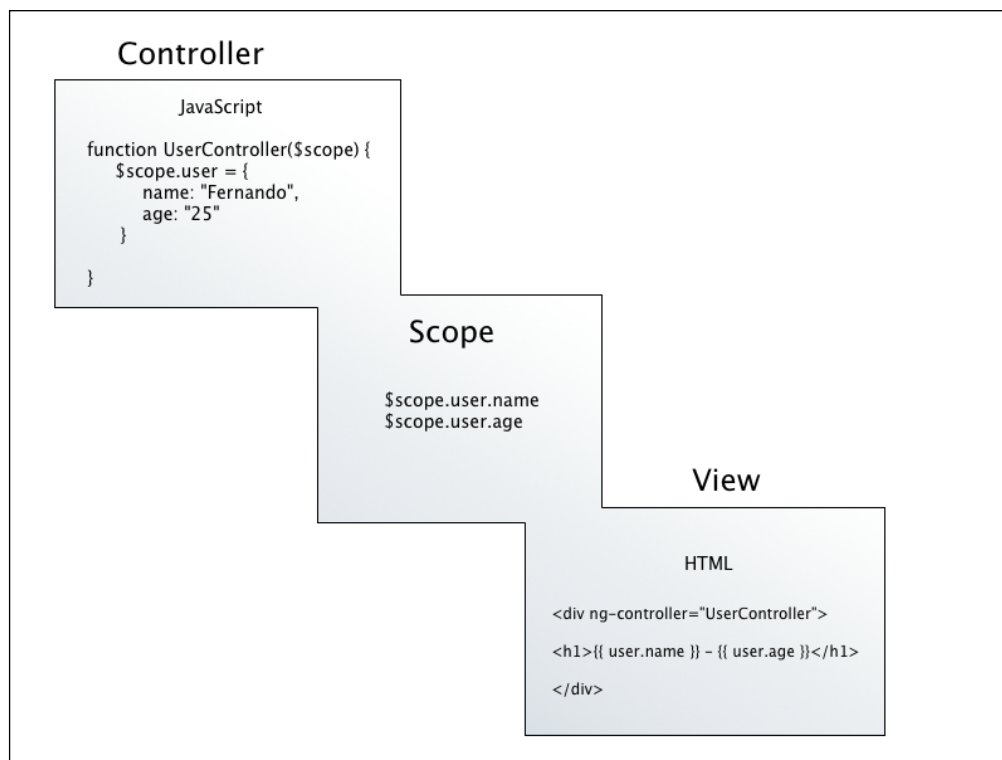 Controller
JavaScript
function UserController($scope) {
$scope.user = {
name: "Fernando",
age: "25"
}
}
Scope
$scope.user.name
$scope.user.age
View
HTML
<div ng-controller="UserController">
<h1>{{ user.name }} - {{ user.age }}</h1>
</div>